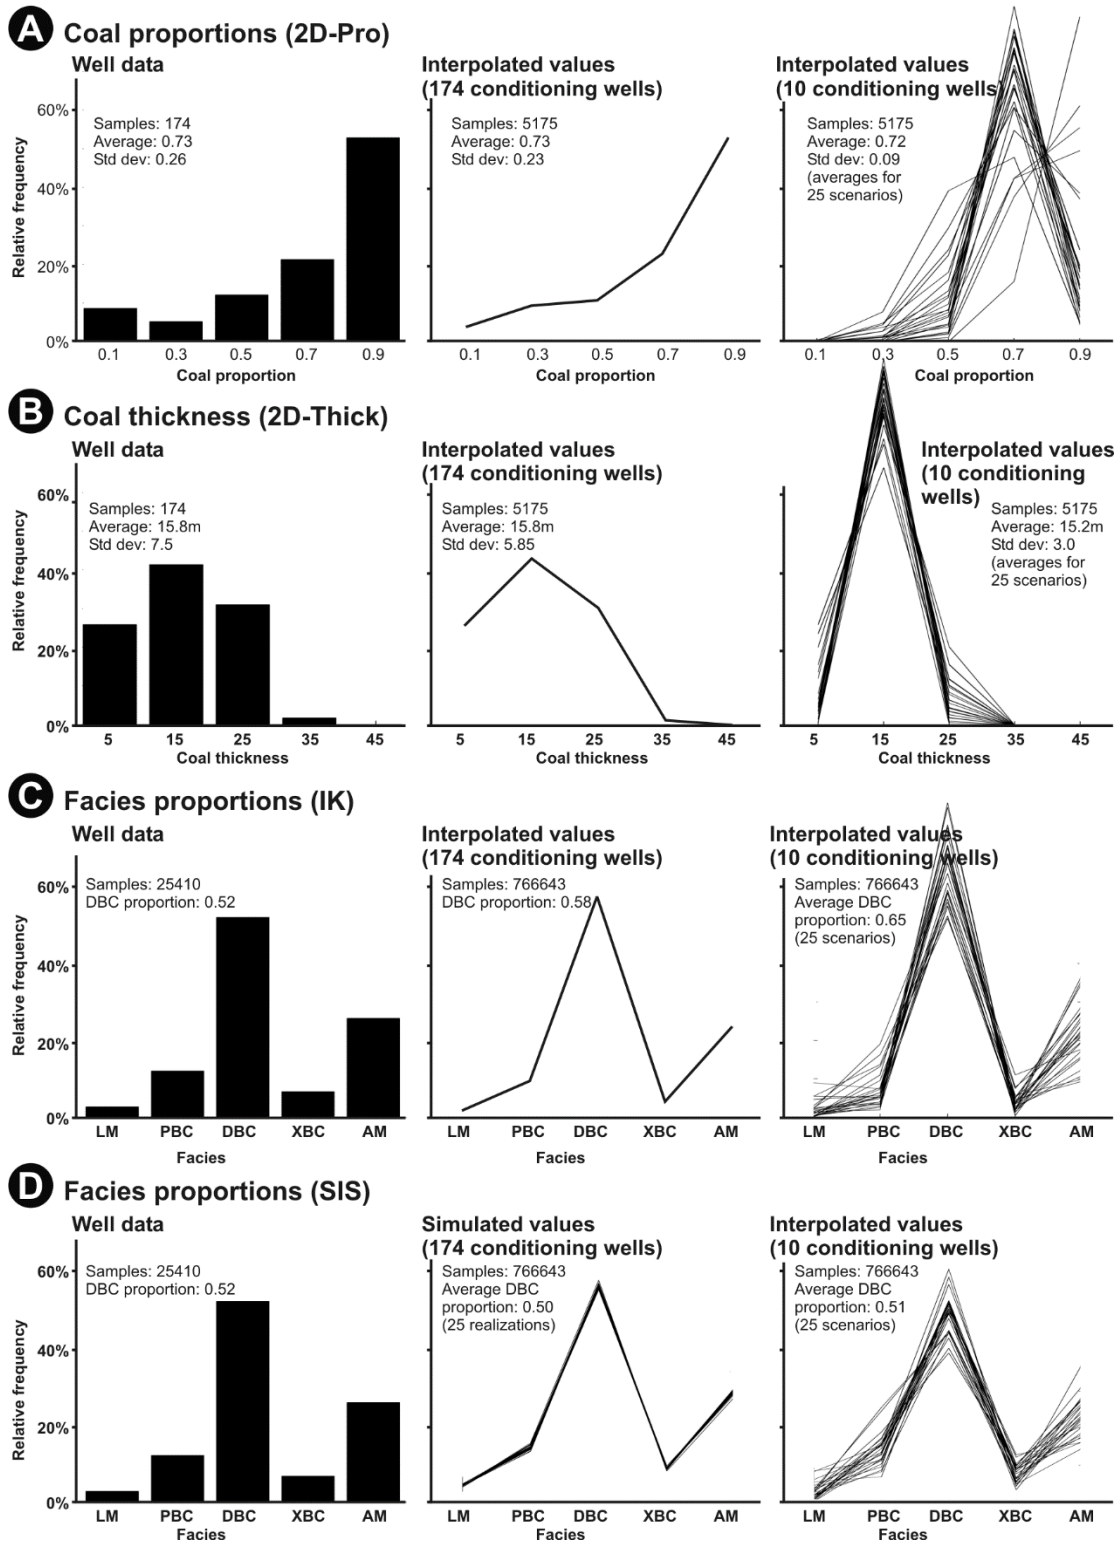 A Coal proportions (2D-Pro)
Well data
Samples: 174
Average: 0.73
Std dev: 0.26
Relative frequency
60%
40%
20%
0%
0.1 0.3 0.5 0.7 0.9
Coal proportion
Interpolated values
(174 conditioning wells)
Samples: 5175
Average: 0.73
Std dev: 0.23
0.1 0.3 0.5 0.7 0.9
Coal proportion
Interpolated values
(10 conditioning wells)
Samples: 5175
Average: 0.72
Std dev: 0.09
(averages for
25 scenarios)
0.1 0.3 0.5 0.7 0.9
Coal proportion
B Coal thickness (2D-Thick)
Well data
Samples: 174
Average: 15.8m
Std dev: 7.5
Relative frequency
60%
40%
20%
0%
5 15 25 35 45
Coal thickness
Interpolated values
(174 conditioning wells)
Samples: 5175
Average: 15.8m
Std dev: 5.85
5 15 25 35 45
Coal thickness
Interpolated values
(10 conditioning
wells)
Samples: 5175
Average: 15.2m
Std dev: 3.0
(averages for
25 scenarios)
5 15 25 35 45
Coal thickness
C Facies proportions (IK)
Well data
Samples: 25410
DBC proportion: 0.52
Relative frequency
60%
40%
20%
0%
LM PBC DBC XBC AM
Facies
Interpolated values
(174 conditioning wells)
Samples: 766643
DBC proportion: 0.58
LM PBC DBC XBC AM
Facies
Interpolated values
(10 conditioning wells)
Samples: 766643
Average DBC
proportion: 0.65
(25 scenarios)
LM PBC DBC XBC AM
Facies
D Facies proportions (SIS)
Well data
Samples: 25410
DBC proportion: 0.52
Relative frequency
60%
40%
20%
0%
LM PBC DBC XBC AM
Facies
Simulated values
(174 conditioning wells)
Samples: 766643
Average DBC
proportion: 0.50
(25 realizations)
LM PBC DBC XBC AM
Facies
Interpolated values
(10 conditioning wells)
Samples: 766643
Average DBC
proportion: 0.51
(25 scenarios)
LM PBC DBC XBC AM
Facies